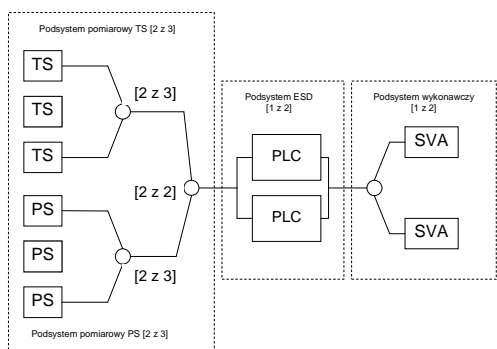 Podsystem pomiarowy TS [2 z 3]
TS
TS
TS
[2 z 3]
[2 z 2]
PS
PS
PS
[2 z 3]
Podsystem pomiarowy PS [2 z 3]
Podsystem ESD
[1 z 2]
PLC
PLC
Podsystem wykonawczy
[1 z 2]
SVA
SVA